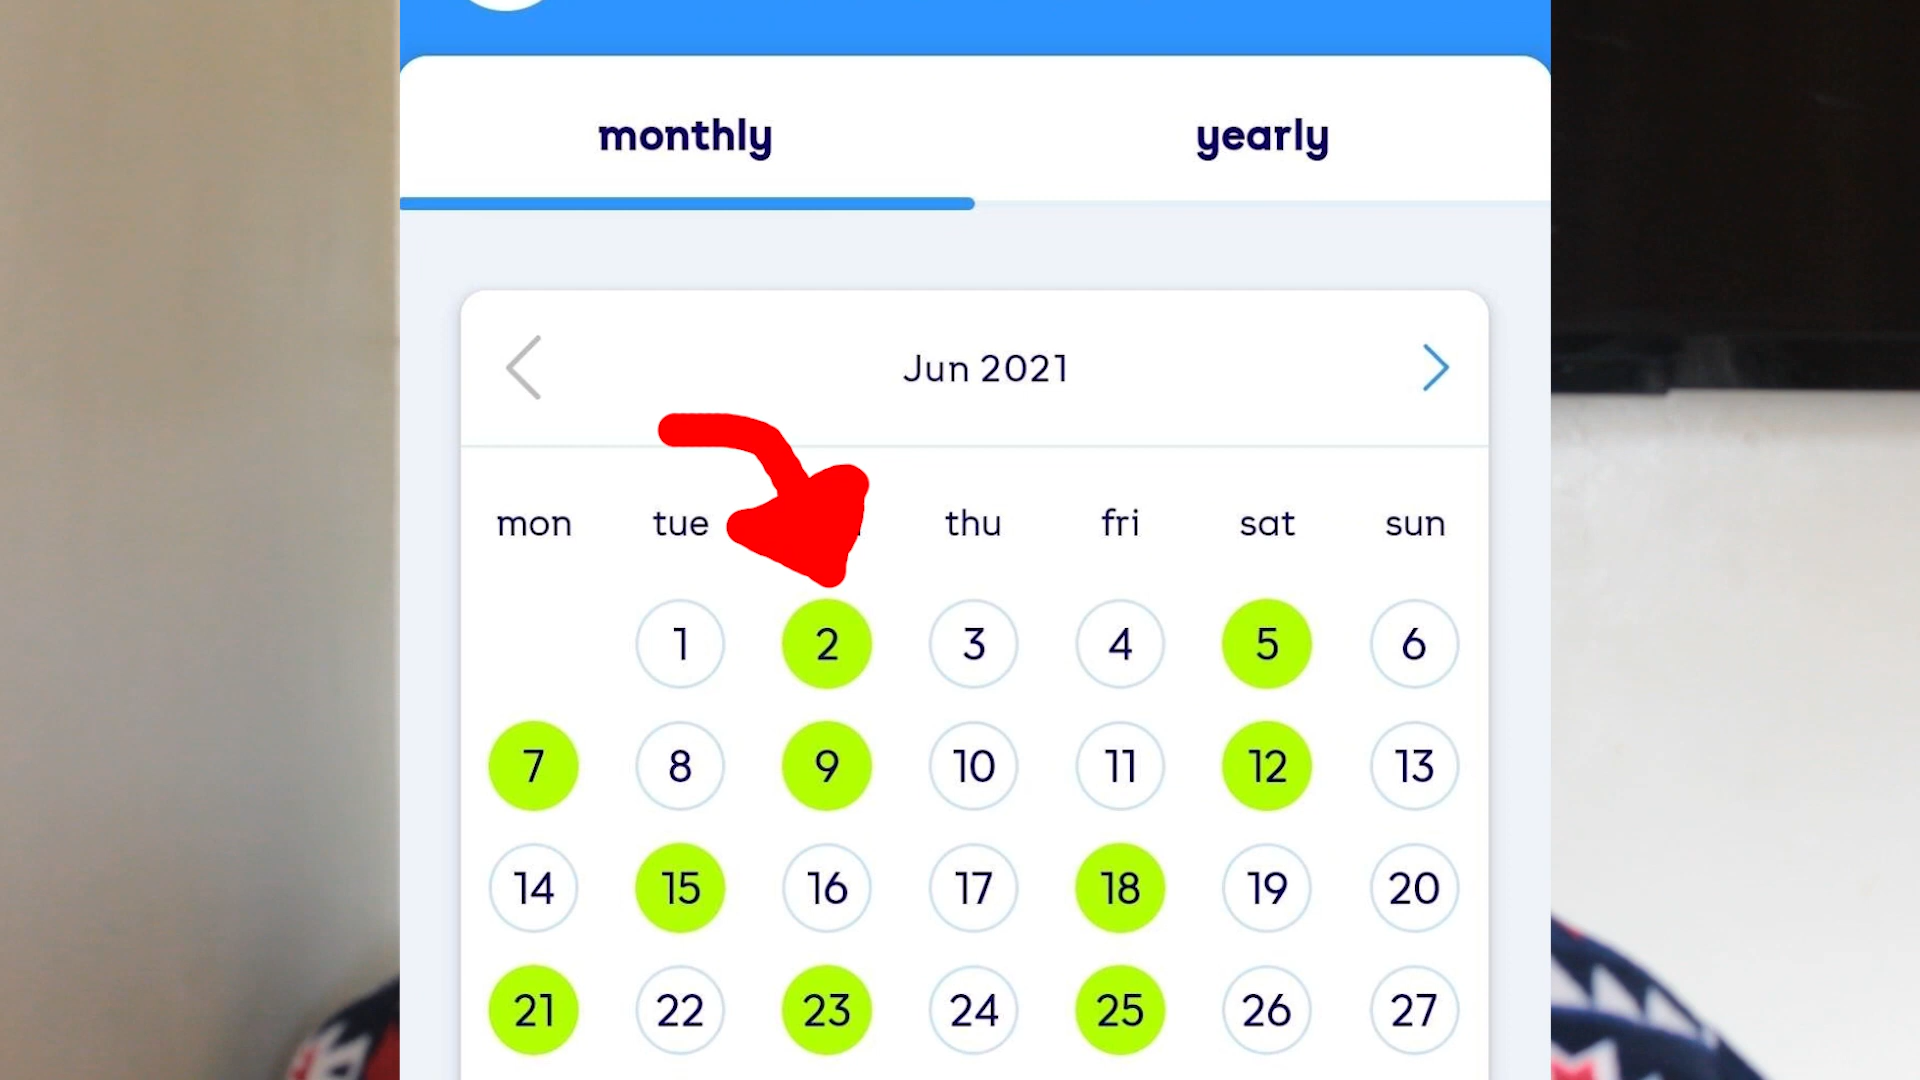 monthly yearly
Jun 2021
mon tue thu fri sat sun
1 2 3 4 5 6
7 8 9 10 11 12 13
14 15 16 17 18 19 20
21 22 23 24 25 26 27